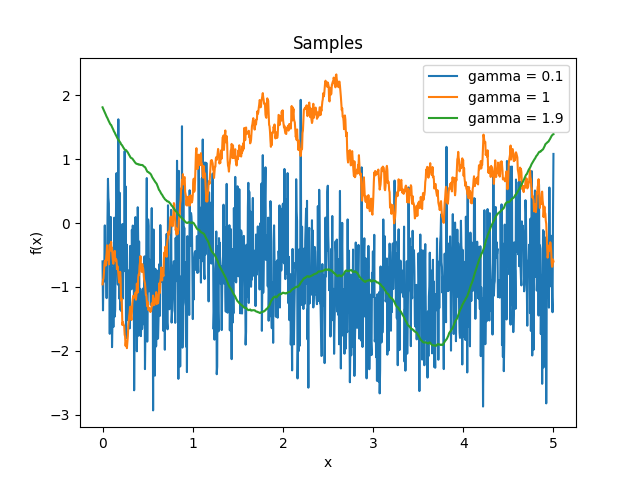 Samples
gamma = 0.1
gamma = 1
gamma = 1.9
f(x)
2
1
0
−1
−2
−3
0 1 2 3 4 5
x